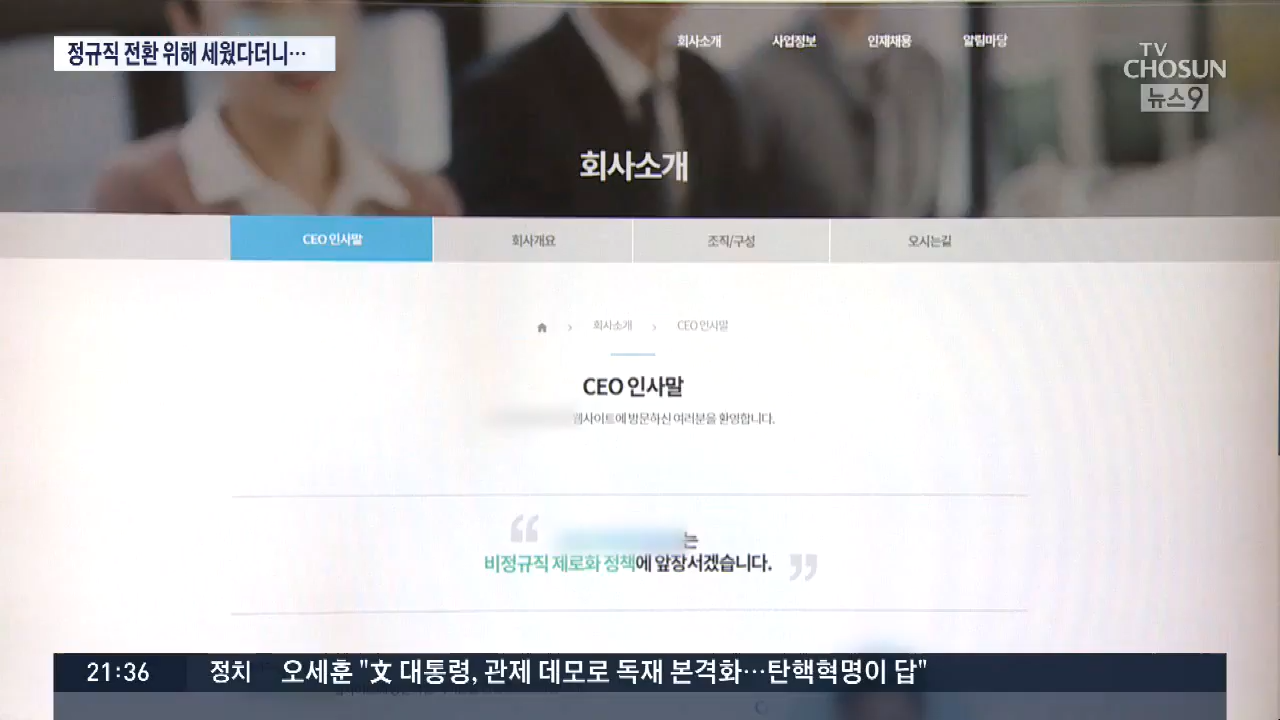 정규직 전환 위해 세웠다더니…
회사소개 사업정보 인재채용 알림마당
TV
CHOSUN
뉴스9
회사소개
CEO 인사말 회사개요 조직/구성 오시는길
회사소개 > CEO 인사말
CEO 인사말
웹사이트에 방문하신 여러분을 환영합니다.
“ 는
비정규직 제로화 정책에 앞장서겠습니다. ”
21:36 정치 오세훈 "文 대통령, 관제 데모로 독재 본격화…탄핵혁명이 답"